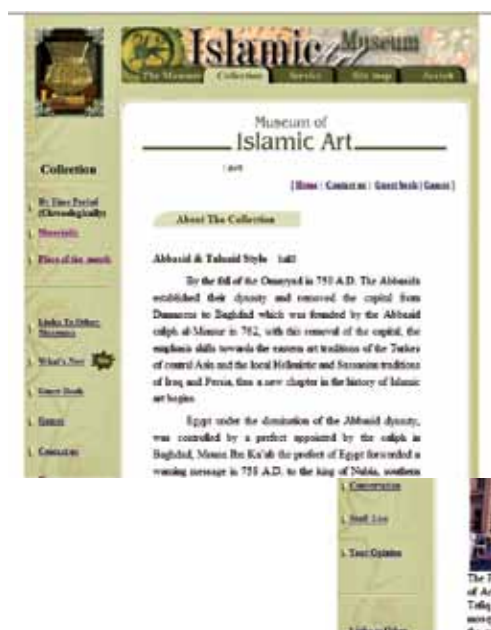 Islamic Art Museum
The Museum Collection Service Site map Search
Museum of
Islamic Art
[ Home | Contact us | Guest book | Games ]
Collection
By Time Period
(Chronologically)
Materials
Piece of the month
Links To Other
Museums
What's New
Guest Book
Games
Contact us
About The Collection
Abbasid & Tulunid Style
By the fall of the Omayyad in 750 A.D. The Abbasids
established their dynasty and removed the capital from
Damascus to Baghdad which was founded by the Abbasid
caliph al-Mansur in 762, with this removal of the capital, the
emphasis shifts towards the eastern art traditions of the Turkes
of central Asia and the local Hellenistic and Sassanian traditions
of Iraq and Persia, thus a new chapter in the history of Islamic
art begins.
Egypt under the domination of the Abbasid dynasty,
was controlled by a prefect appointed by the caliph in
Baghdad, Mousa Ibn Ka'ab the prefect of Egypt forwarded a
warning message in 758 A.D. to the king of Nubia, southern
Conservation
Staff List
Your Opinion
Links to Other
The
of